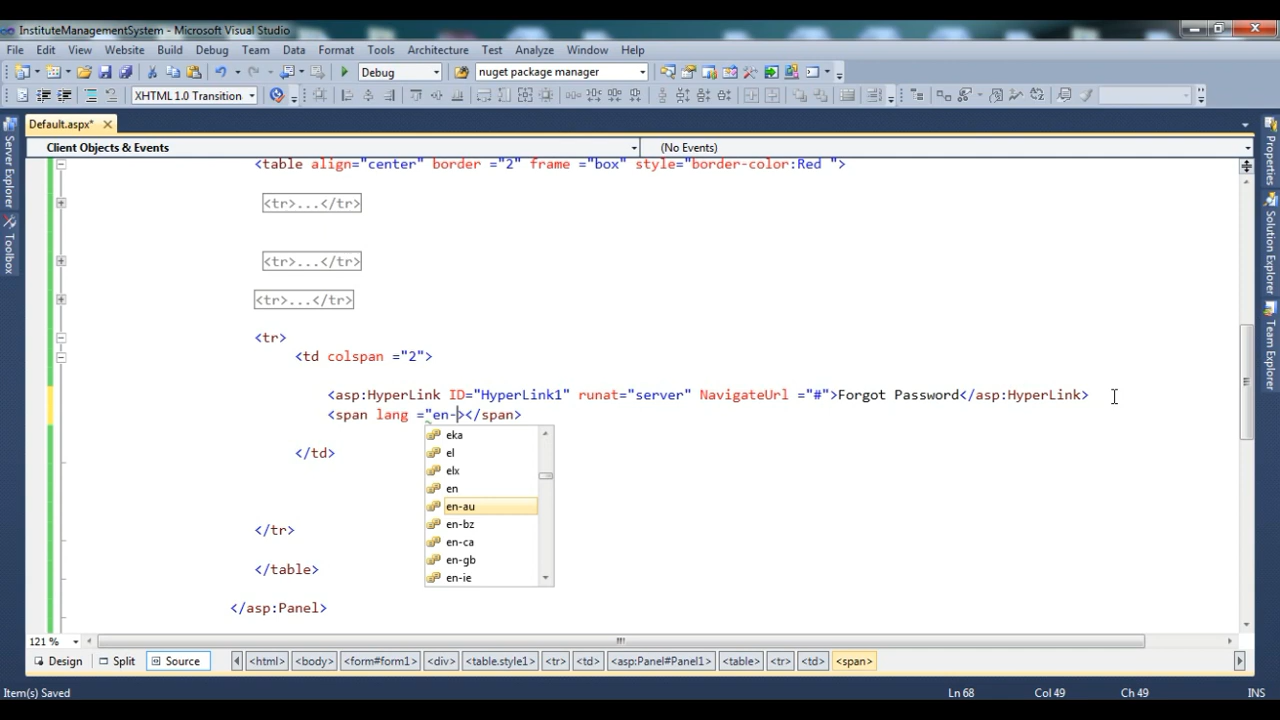 InstituteManagementSystem - Microsoft Visual Studio
File Edit View Website Build Debug Team Data Format Tools Architecture Test Analyze Window Help
Debug nuget package manager
XHTML 1.0 Transition
Default.aspx*
Client Objects & Events (No Events)
<table align="center" border ="2" frame ="box" style="border-color:Red ">
<tr>...</tr>
<tr>...</tr>
<tr>...</tr>
<tr>
<td colspan ="2">
<asp:HyperLink ID="HyperLink1" runat="server" NavigateUrl ="#">Forgot Password</asp:HyperLink>
<span lang ="en-></span>
eka
el
elx
en
en-au
en-bz
en-ca
en-gb
en-ie
</td>
</tr>
</table>
</asp:Panel>
121 %
Design Split Source <html> <body> <form#form1> <div> <table.style1> <tr> <td> <asp:Panel#Panel1> <table> <tr> <td> <span>
Item(s) Saved Ln 68 Col 49 Ch 49 INS
Server Explorer
Toolbox
Properties
Solution Explorer
Team Explorer